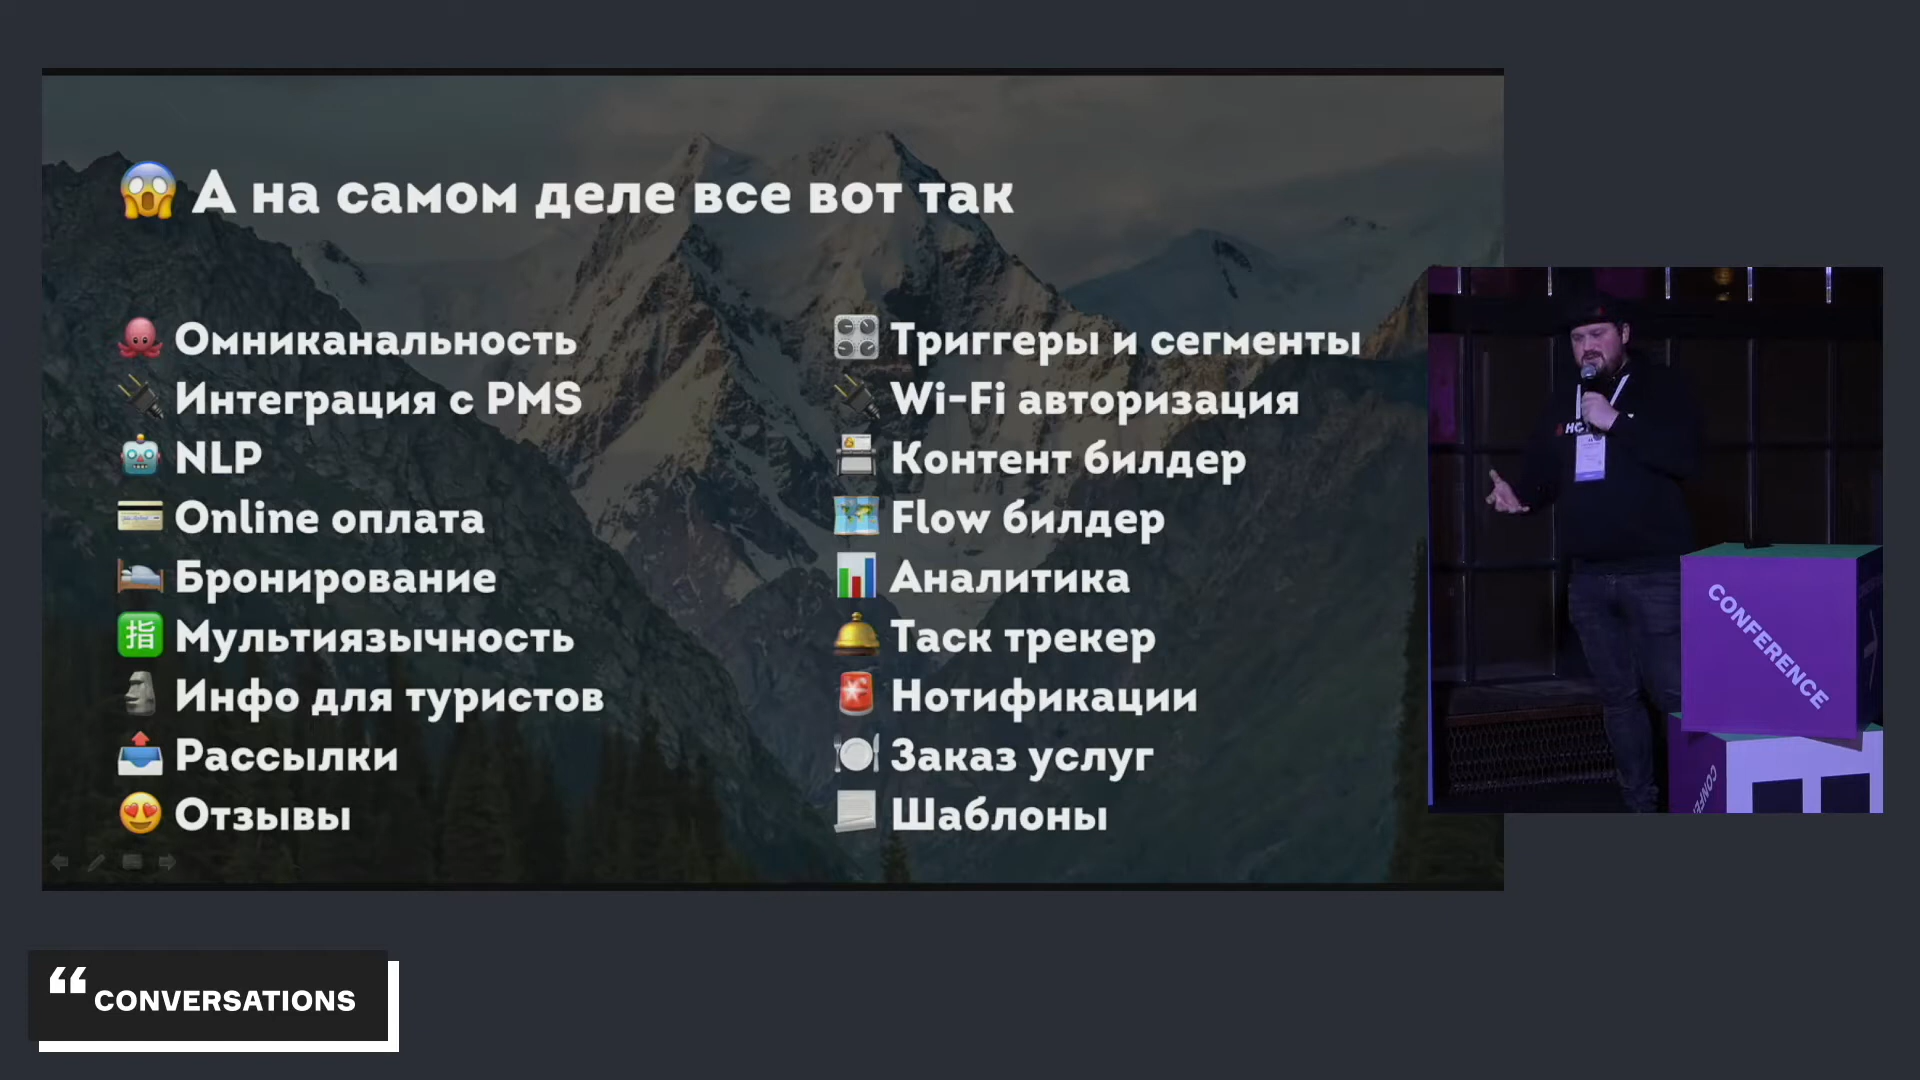 А на самом деле все вот так
Омниканальность
Интеграция с PMS
NLP
Online оплата
Бронирование
Мультиязычность
Инфо для туристов
Рассылки
Отзывы
Триггеры и сегменты
Wi-Fi авторизация
Контент билдер
Flow билдер
Аналитика
Таск трекер
Нотификации
Заказ услуг
Шаблоны
指
CONFERENCE
“ CONVERSATIONS